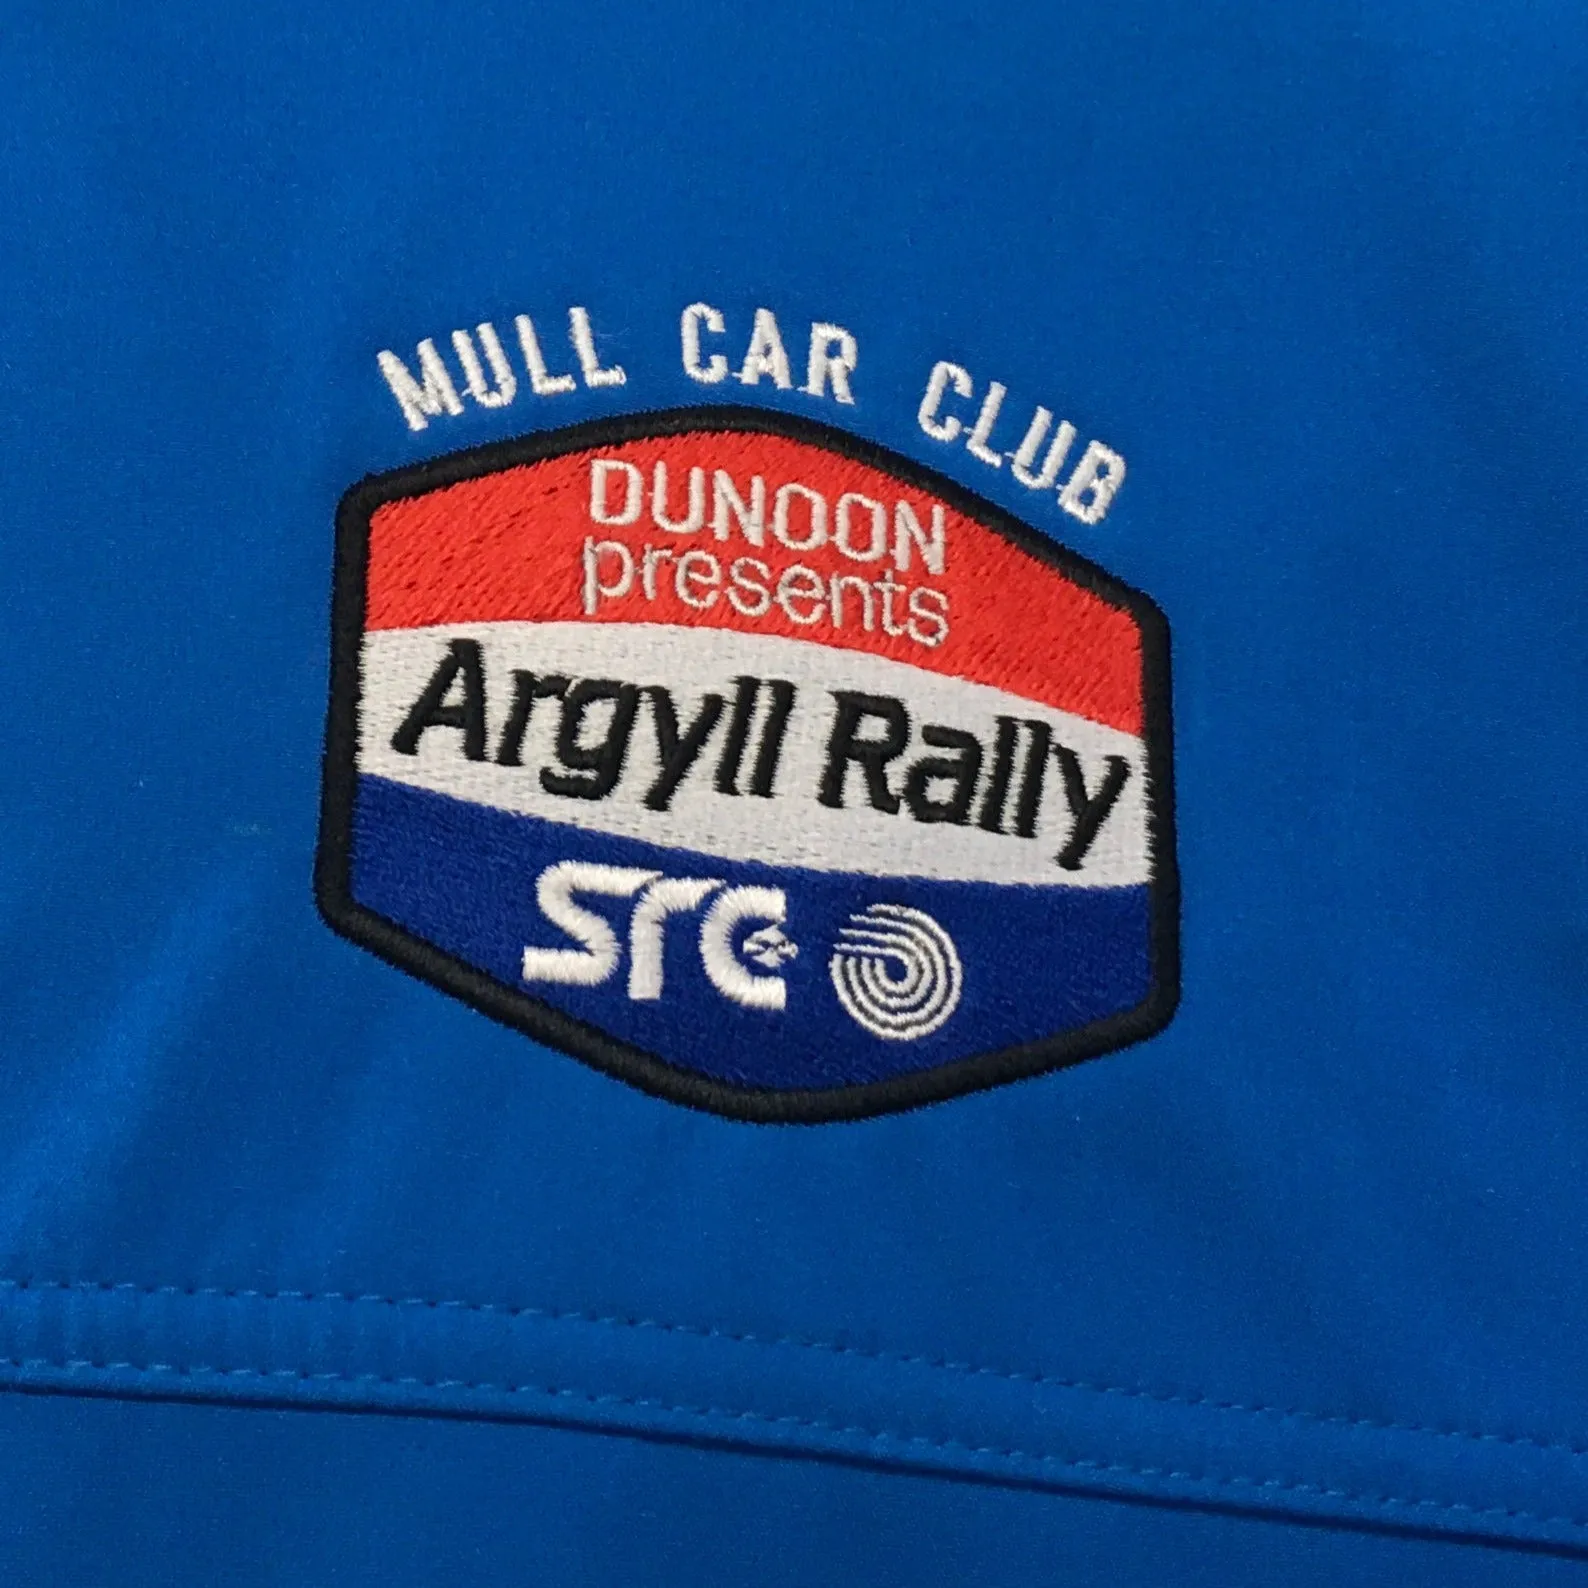 MULL CAR CLUB
DUNOON
presents
Argyll Rally
SRC